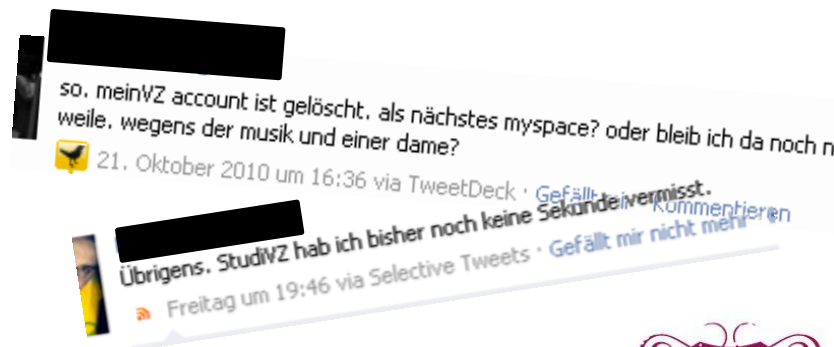 so. meinVZ account ist gelöscht. als nächstes myspace? oder bleib ich da noch
weile. wegens der musik und einer dame?
21. Oktober 2010 um 16:36 via TweetDeck · Gefällt mir · Kommentieren
Übrigens. StudiVZ hab ich bisher noch keine Sekunde vermisst.
Freitag um 19:46 via Selective Tweets · Gefällt mir nicht mehr